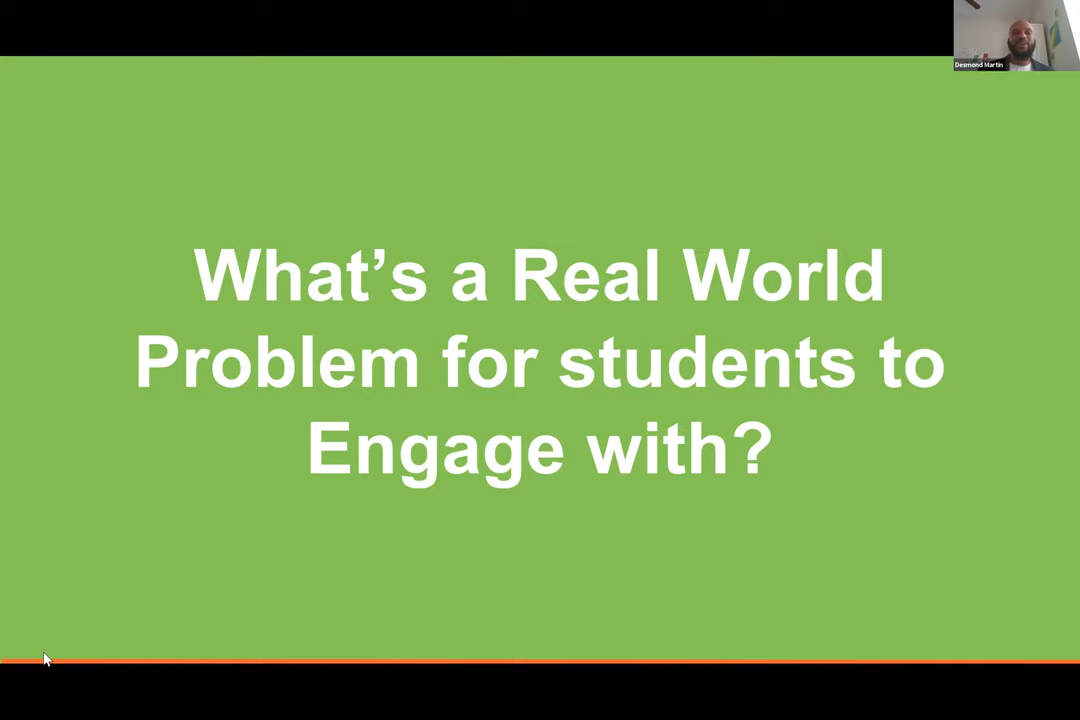 Desmond Martin
What’s a Real World
Problem for students to
Engage with?